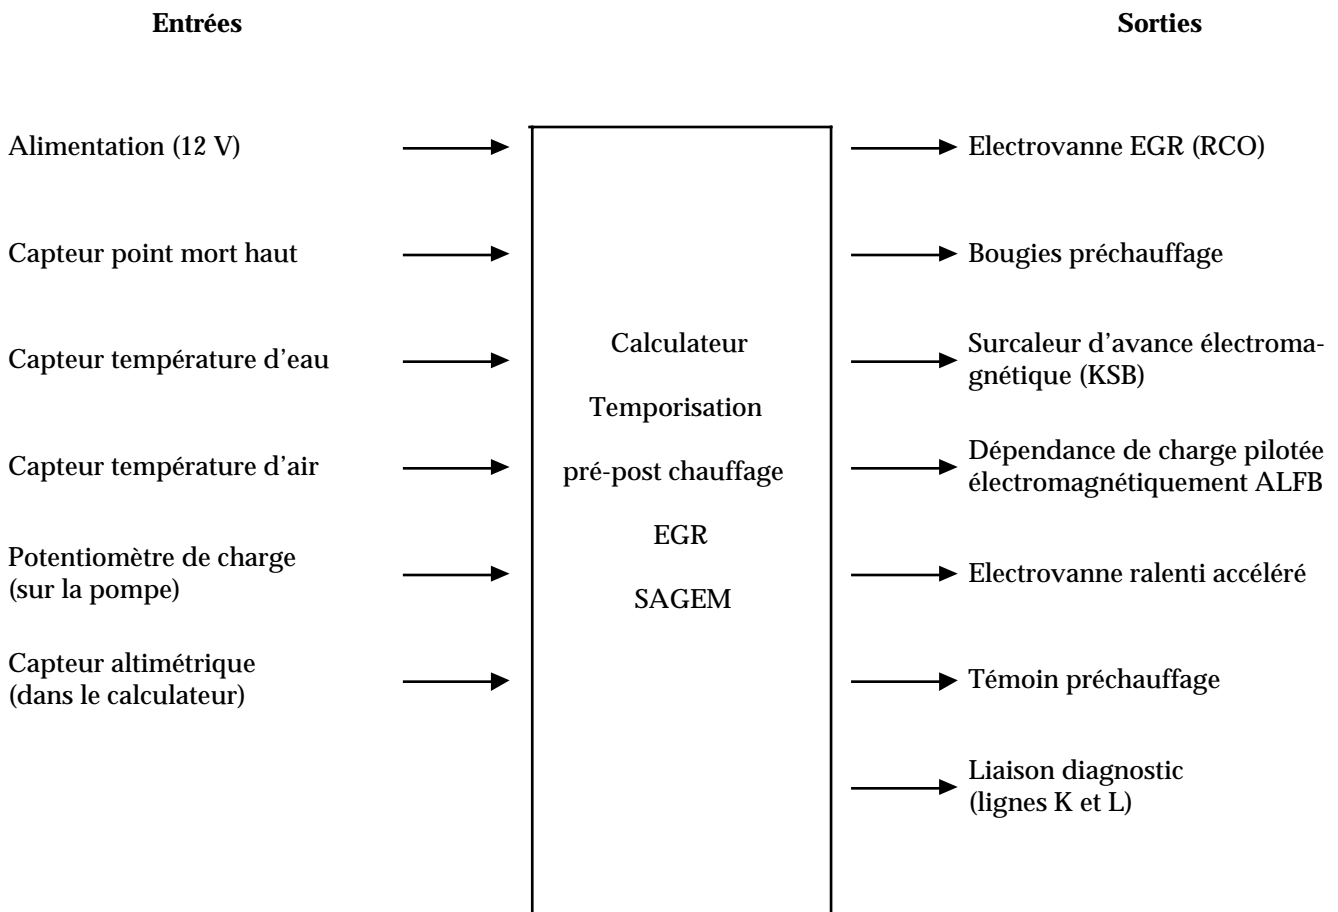 Entrées
Sorties
Alimentation (12 V)
Electrovanne EGR (RCO)
Capteur point mort haut
Bougies préchauffage
Capteur température d’eau
Calculateur
Temporisation
pré-post chauffage
EGR
SAGEM
Surcaleur d’avance électroma-
gnétique (KSB)
Capteur température d’air
Dépendance de charge pilotée
électromagnétiquement ALFB
Potentiomètre de charge
(sur la pompe)
Electrovanne ralenti accéléré
Capteur altimétrique
(dans le calculateur)
Témoin préchauffage
Liaison diagnostic
(lignes K et L)